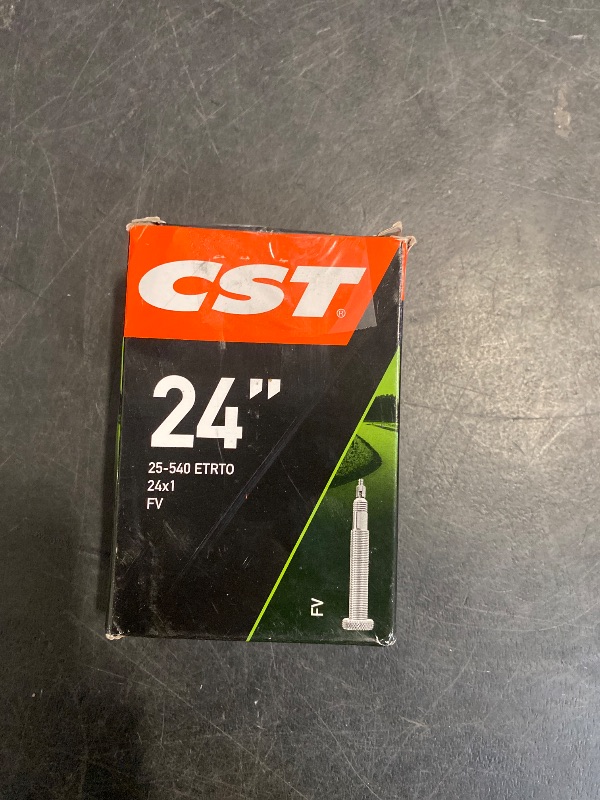 CST®
24”
25-540 ETRTO
24x1
FV
FV